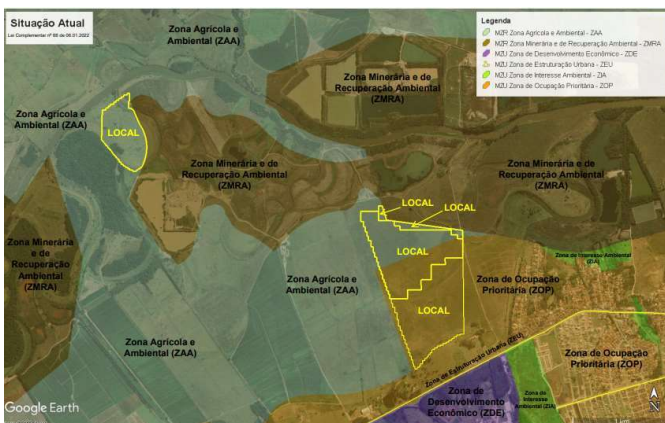 Situação Atual
Lei Complementar nº 98 de 06.01.2022
Legenda
MZR Zona Agrícola e Ambiental - ZAA
MZR Zona Minerária e de Recuperação Ambiental - ZMRA
MZU Zona de Desenvolvimento Econômico - ZDE
MZU Zona de Estruturação Urbana - ZEU
MZU Zona de Interesse Ambiental - ZIA
MZU Zona de Ocupação Prioritária - ZOP
Zona Agrícola e
Ambiental (ZAA)
Zona Minerária e de
Recuperação Ambiental
(ZMRA)
Zona Agrícola e
Ambiental (ZAA)
LOCAL
Zona Minerária e de
Recuperação Ambiental
(ZMRA)
Zona Minerária e de
Recuperação Ambiental
(ZMRA)
LOCAL
LOCAL
LOCAL
Zona Minerária
e de
Recuperação
Ambiental
(ZMRA)
Zona Agrícola e
Ambiental (ZAA)
Zona de Ocupação
Prioritária (ZOP)
Zona de Interesse Ambiental
(ZIA)
LOCAL
Zona Agrícola e
Ambiental (ZAA)
Zona de Estruturação Urbana (ZEU)
Zona de Ocupação
Prioritária (ZOP)
Zona de
Desenvolvimento
Econômico (ZDE)
Zona de
Interesse
Ambiental (ZIA)
Google Earth
N
1 km